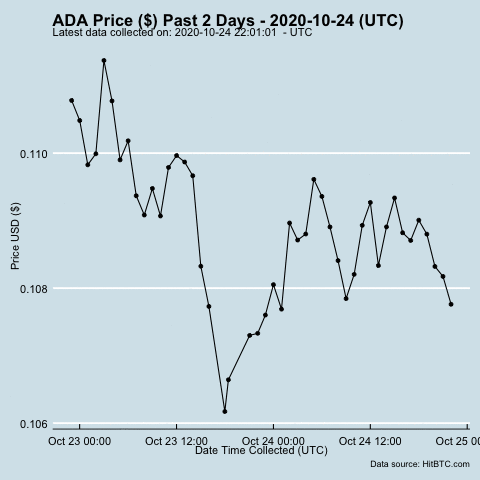 ADA Price ($) Past 2 Days - 2020-10-24 (UTC)
Latest data collected on: 2020-10-24 22:01:01  - UTC
0.110
0.108
0.106
Price USD ($)
Oct 23 00:00 Oct 23 12:00 Oct 24 00:00 Oct 24 12:00 Oct 25 00
Date Time Collected (UTC)
Data source: HitBTC.com